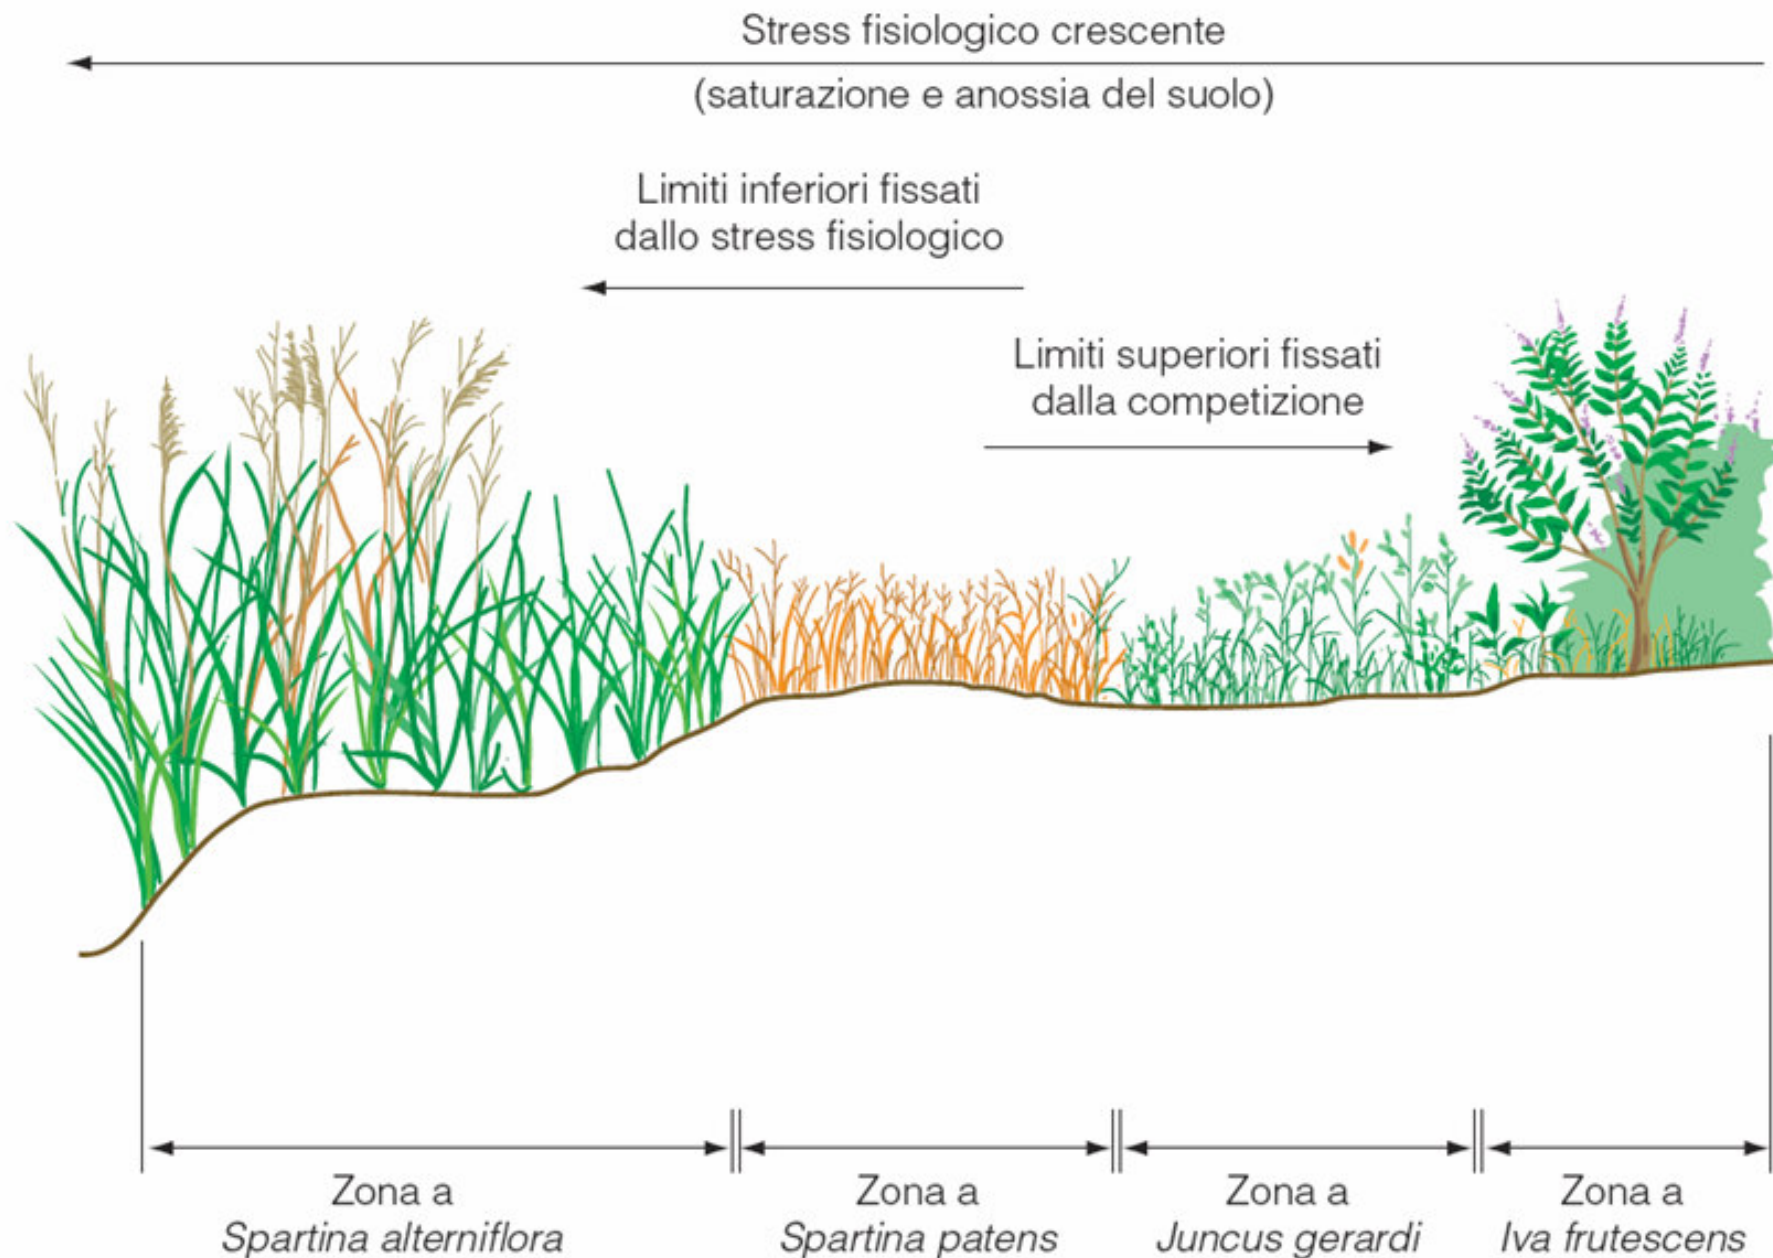 Stress fisiologico crescente
(saturazione e anossia del suolo)
Limiti inferiori fissati
dallo stress fisiologico
Limiti superiori fissati
dalla competizione
Zona a
Spartina alterniflora
Zona a
Spartina patens
Zona a
Juncus gerardi
Zona a
Iva frutescens